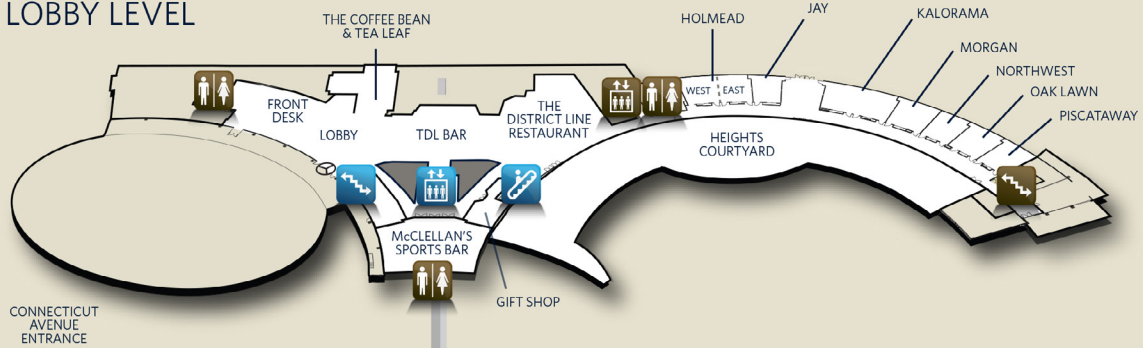 LOBBY LEVEL
THE COFFEE BEAN
& TEA LEAF
HOLMEAD
JAY
KALORAMA
MORGAN
NORTHWEST
OAK LAWN
PISCATAWAY
WEST
EAST
FRONT
DESK
LOBBY
TDL BAR
THE
DISTRICT LINE
RESTAURANT
HEIGHTS
COURTYARD
McCLELLAN'S
SPORTS BAR
GIFT SHOP
CONNECTICUT
AVENUE
ENTRANCE